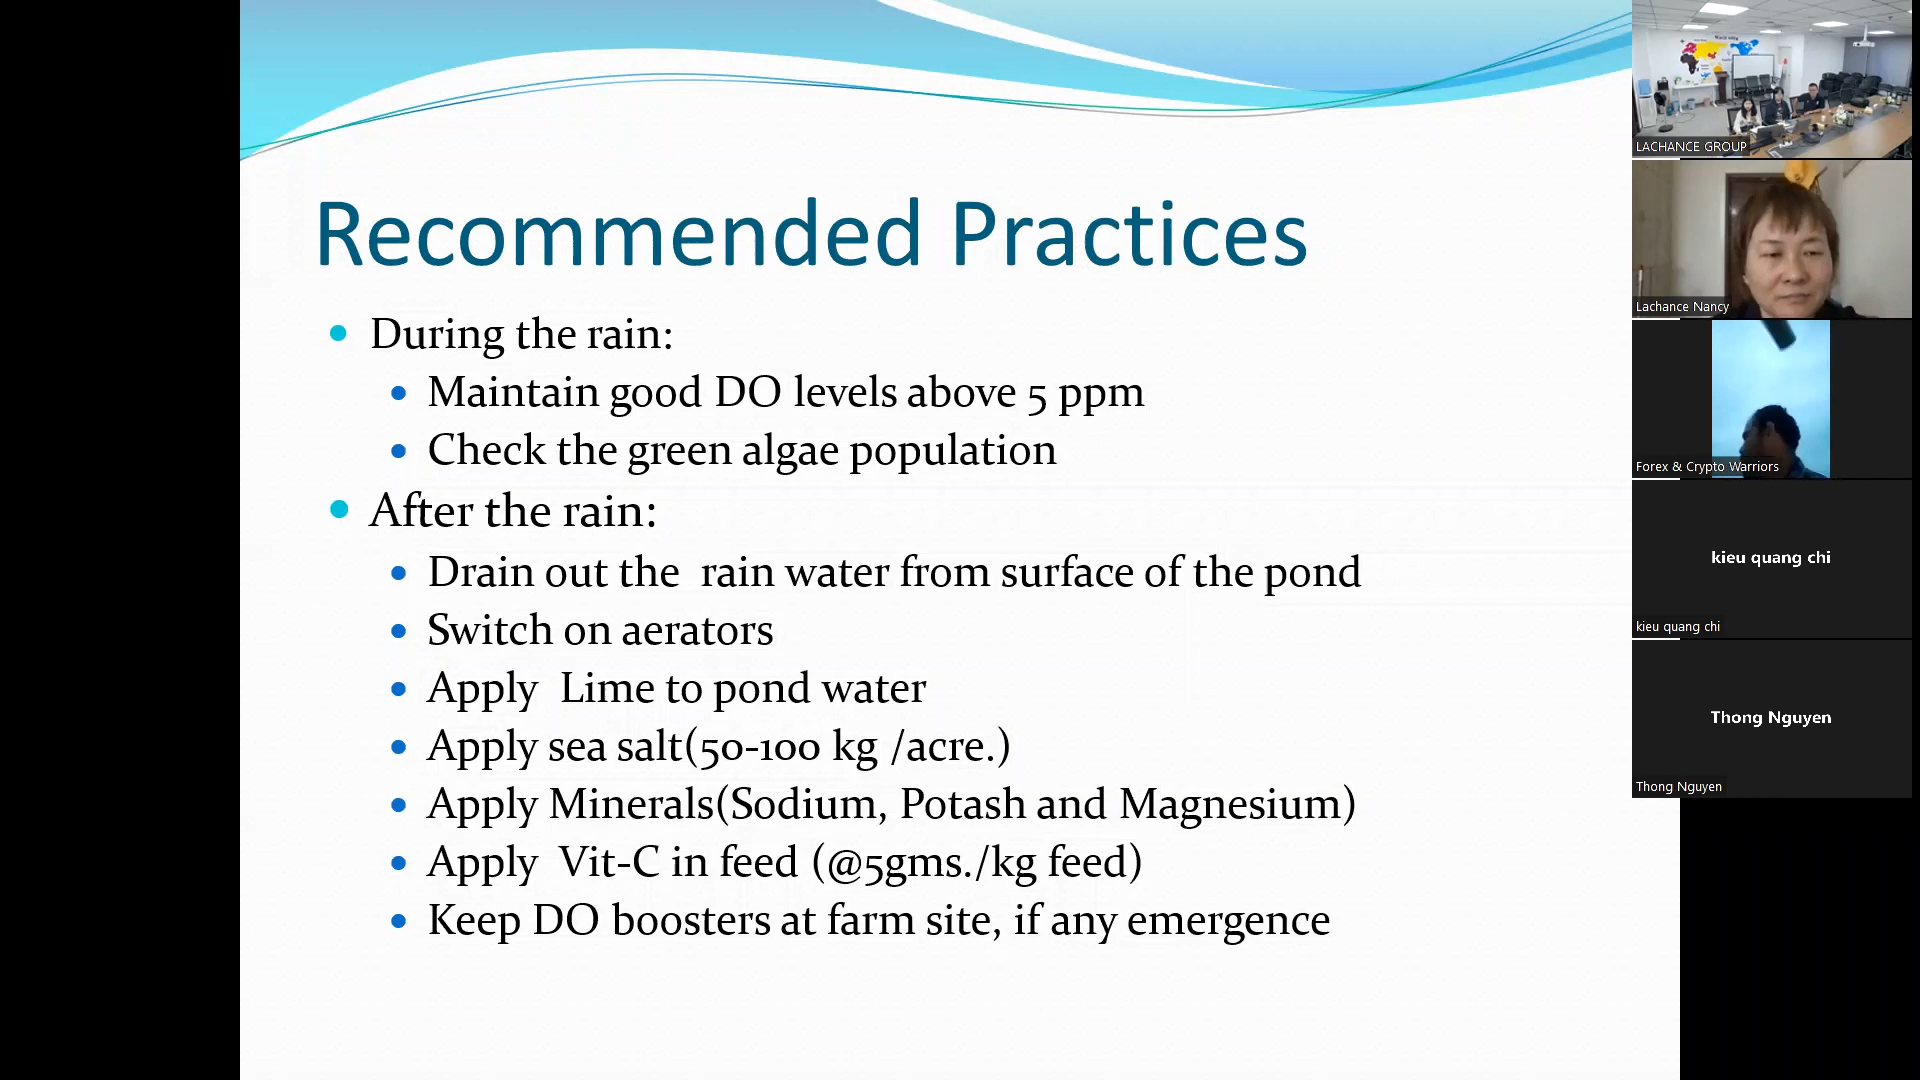 Recommended Practices
During the rain:
Maintain good DO levels above 5 ppm
Check the green algae population
After the rain:
Drain out the  rain water from surface of the pond
Switch on aerators
Apply  Lime to pond water
Apply sea salt(50-100 kg /acre.)
Apply Minerals(Sodium, Potash and Magnesium)
Apply  Vit-C in feed (@5gms./kg feed)
Keep DO boosters at farm site, if any emergence
LACHANCE GROUP
Lachance Nancy
Forex & Crypto Warriors
kieu quang chi
kieu quang chi
Thong Nguyen
Thong Nguyen